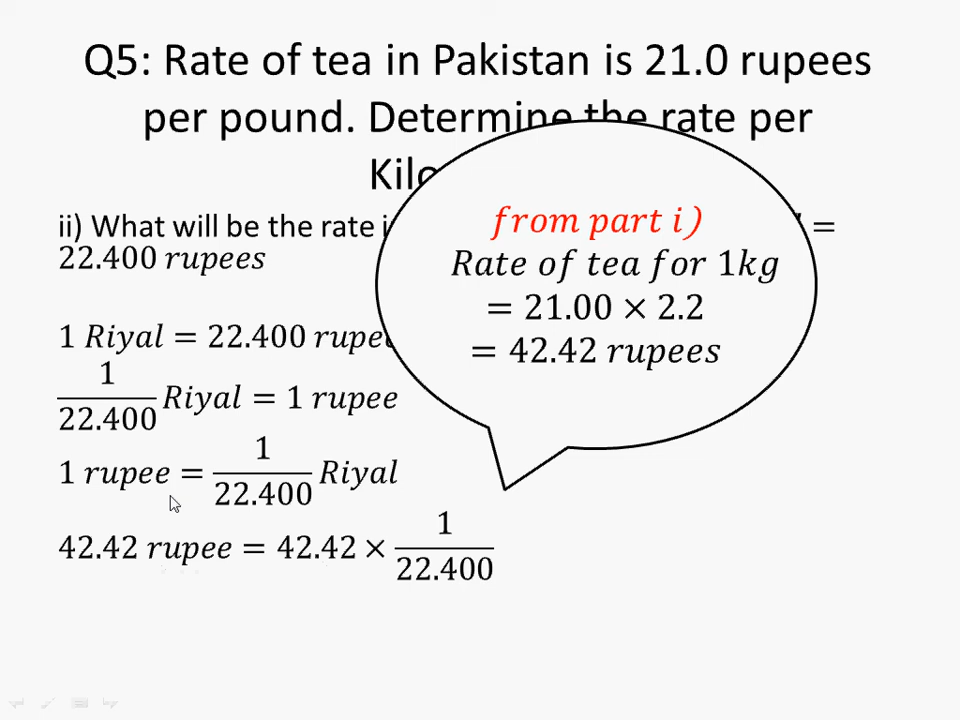 Q5: Rate of tea in Pakistan is 21.0 rupees
per pound. Determine the rate per
ii) What will be the rate =
22.400 rupees
from part i)
Rate of tea for 1kg
= 21.00 × 2.2
= 42.42 rupees
1 Riyal = 22.400
1/22.400 Riyal = 1 rupee
1 rupee = 1/22.400 Riyal
42.42 rupee = 42.42 × 1/22.400